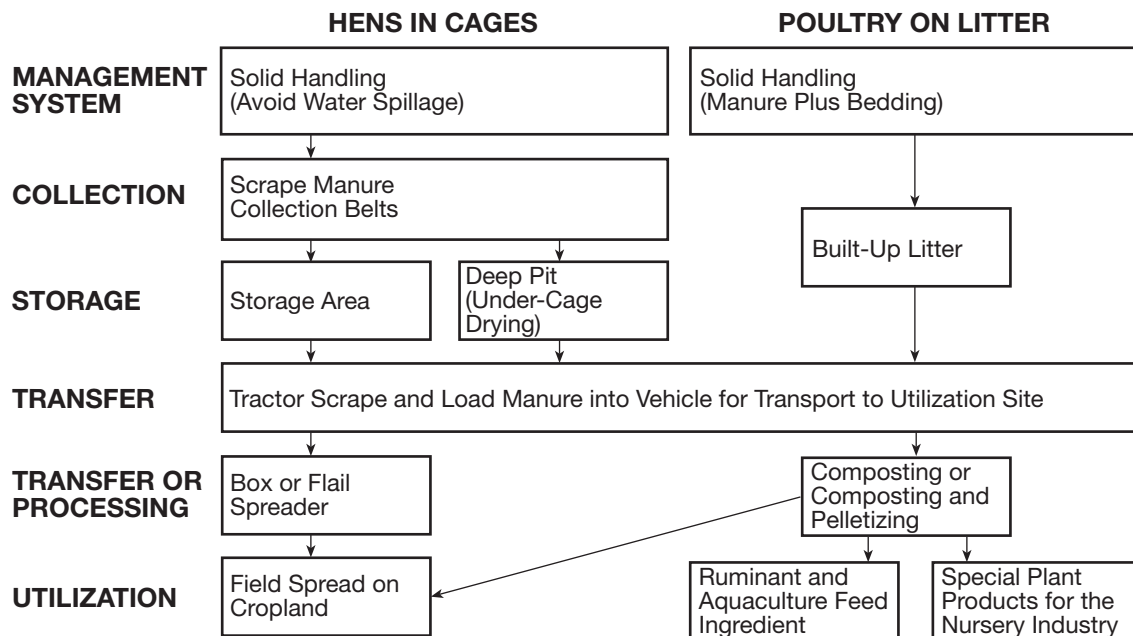 HENS IN CAGES
POULTRY ON LITTER
MANAGEMENT
SYSTEM
Solid Handling
(Avoid Water Spillage)
Solid Handling
(Manure Plus Bedding)
COLLECTION
Scrape Manure
Collection Belts
Built-Up Litter
STORAGE
Storage Area
Deep Pit
(Under-Cage
Drying)
TRANSFER
Tractor Scrape and Load Manure into Vehicle for Transport to Utilization Site
TRANSFER OR
PROCESSING
Box or Flail
Spreader
Composting or
Composting and
Pelletizing
UTILIZATION
Field Spread on
Cropland
Ruminant and
Aquaculture Feed
Ingredient
Special Plant
Products for the
Nursery Industry